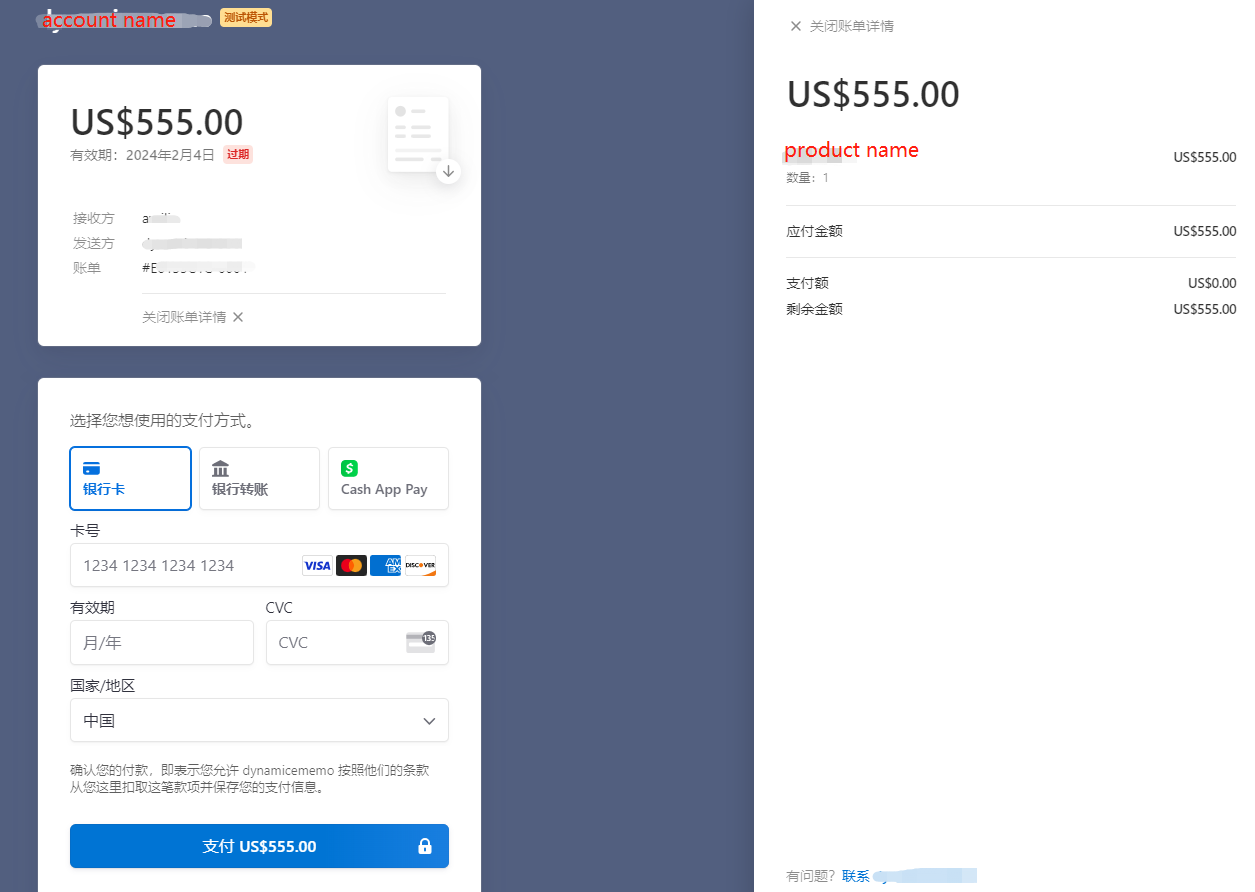 account name 测试模式
US$555.00
有效期：2024年2月4日 过期
接收方
发送方
账单
关闭账单详情 ×
选择您想使用的支付方式。
银行卡
银行转账
Cash App Pay
卡号
1234 1234 1234 1234 VISA AMEX DISCOVER
有效期 CVC
月/年 CVC 135
国家/地区
中国
确认您的付款，即表示您允许 dynamicememo 按照他们的条款
从您这里扣取这笔款项并保存您的支付信息。
支付 US$555.00
× 关闭账单详情
US$555.00
product name US$555.00
数量：1
应付金额 US$555.00
支付额 US$0.00
剩余金额 US$555.00
有问题？联系